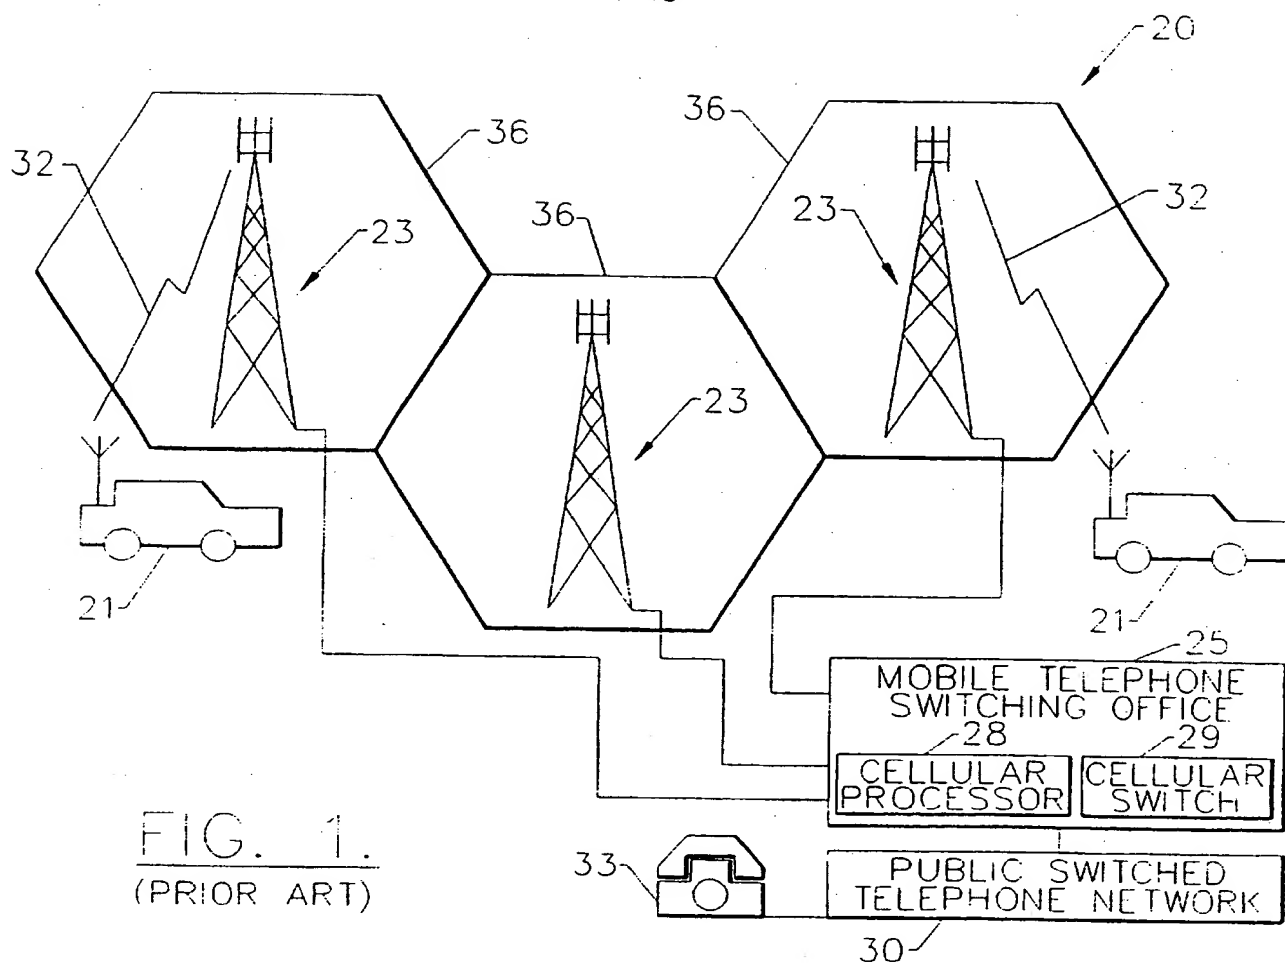 20
36
36
32
32
23
36
23
23
21
21
25
MOBILE TELEPHONE
SWITCHING OFFICE
28
29
CELLULAR
PROCESSOR
CELLULAR
SWITCH
FIG. 1.
(PRIOR ART)
33
PUBLIC SWITCHED
TELEPHONE NETWORK
30